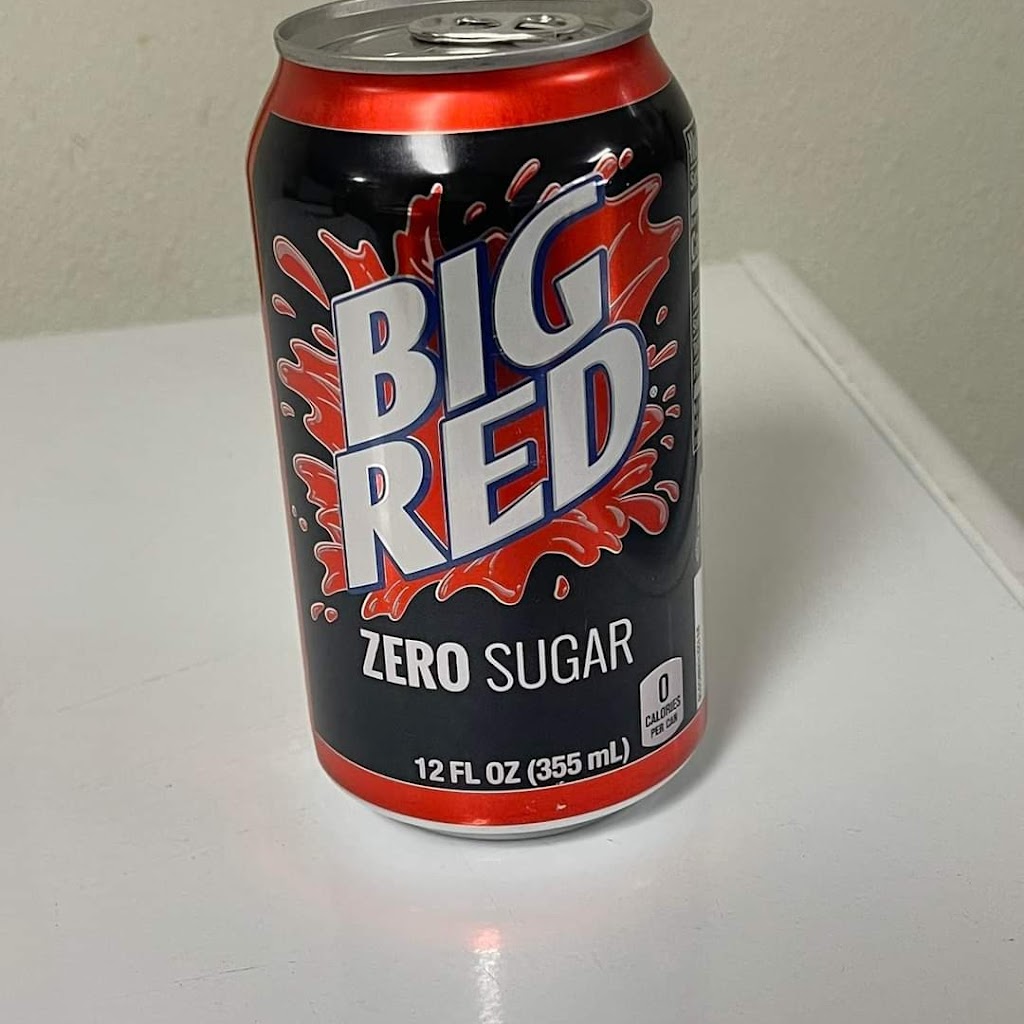 BIG
RED
ZERO SUGAR
0
CALORIES
PER CAN
12 FL OZ (355 mL)